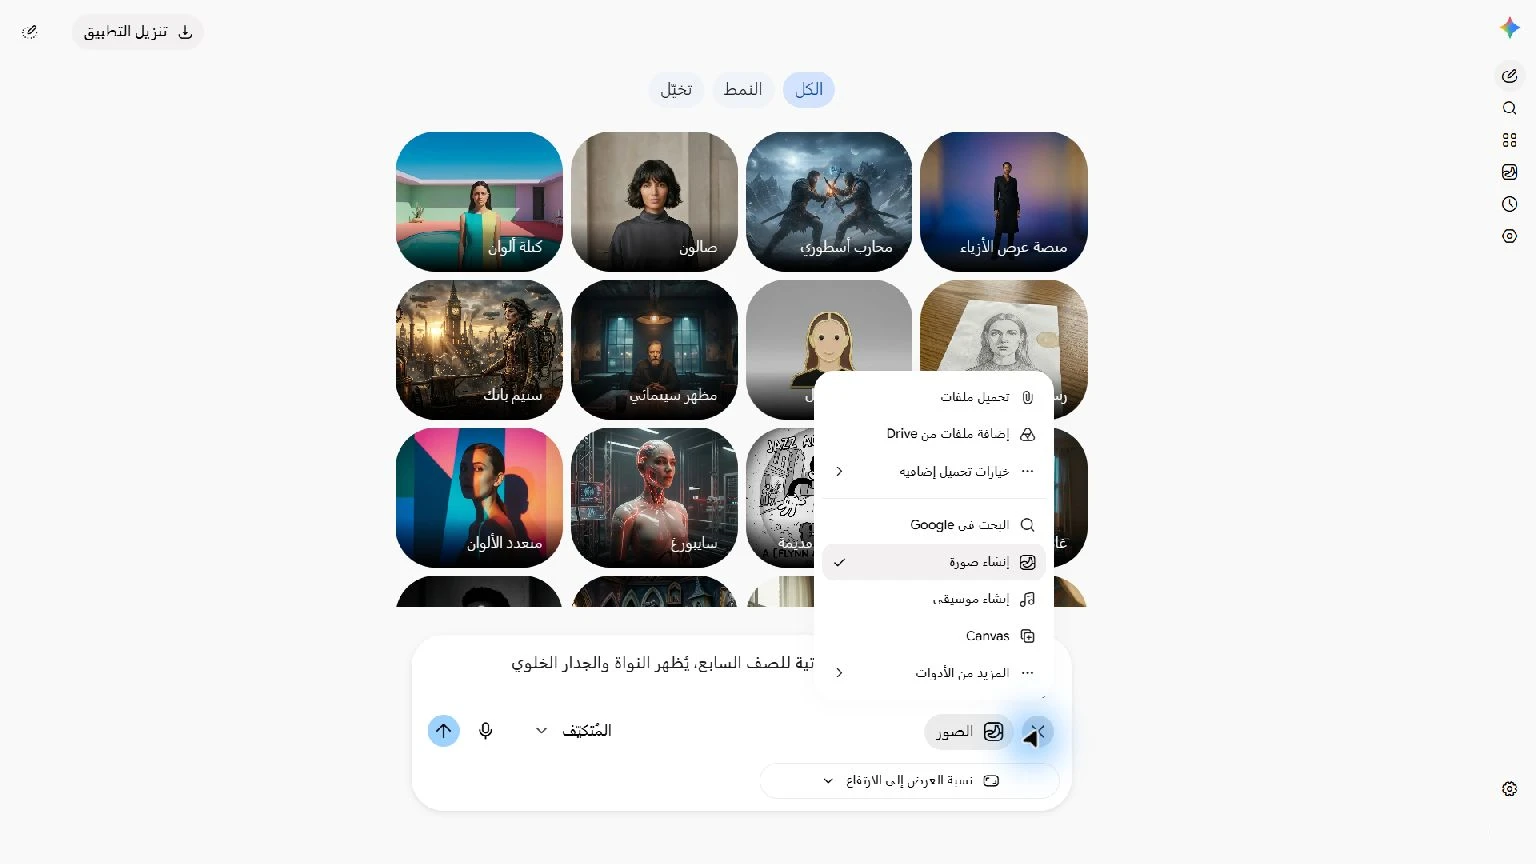 تنزيل التطبيق
الكل
النمط
تخيّل
منصة عرض الأزياء
محارب أسطوري
صالون
كتلة ألوان
مظهر سينمائي
ستيم بانك
سايبورغ
متعدد الألوان
JAZZ
تحميل ملفات
إضافة ملفات من Drive
خيارات تحميل إضافية
البحث في Google
إنشاء صورة
إنشاء موسيقى
Canvas
المزيد من الأدوات
للصف السابع، يُظهر النواة والجدار الخلوي
الصور
المُتكيّف
نسبة العرض إلى الارتفاع